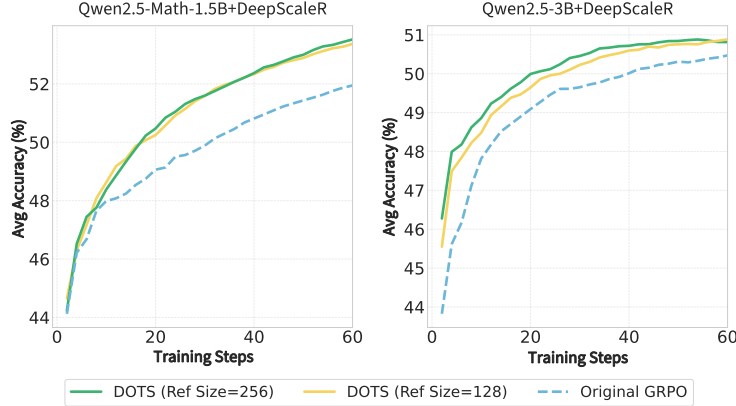 Qwen2.5-Math-1.5B+DeepScaleR
Avg Accuracy (%)
52
50
48
46
44
0 20 40 60
Training Steps
Qwen2.5-3B+DeepScaleR
Avg Accuracy (%)
51
50
49
48
47
46
45
44
0 20 40 60
Training Steps
DOTS (Ref Size=256) DOTS (Ref Size=128) Original GRPO